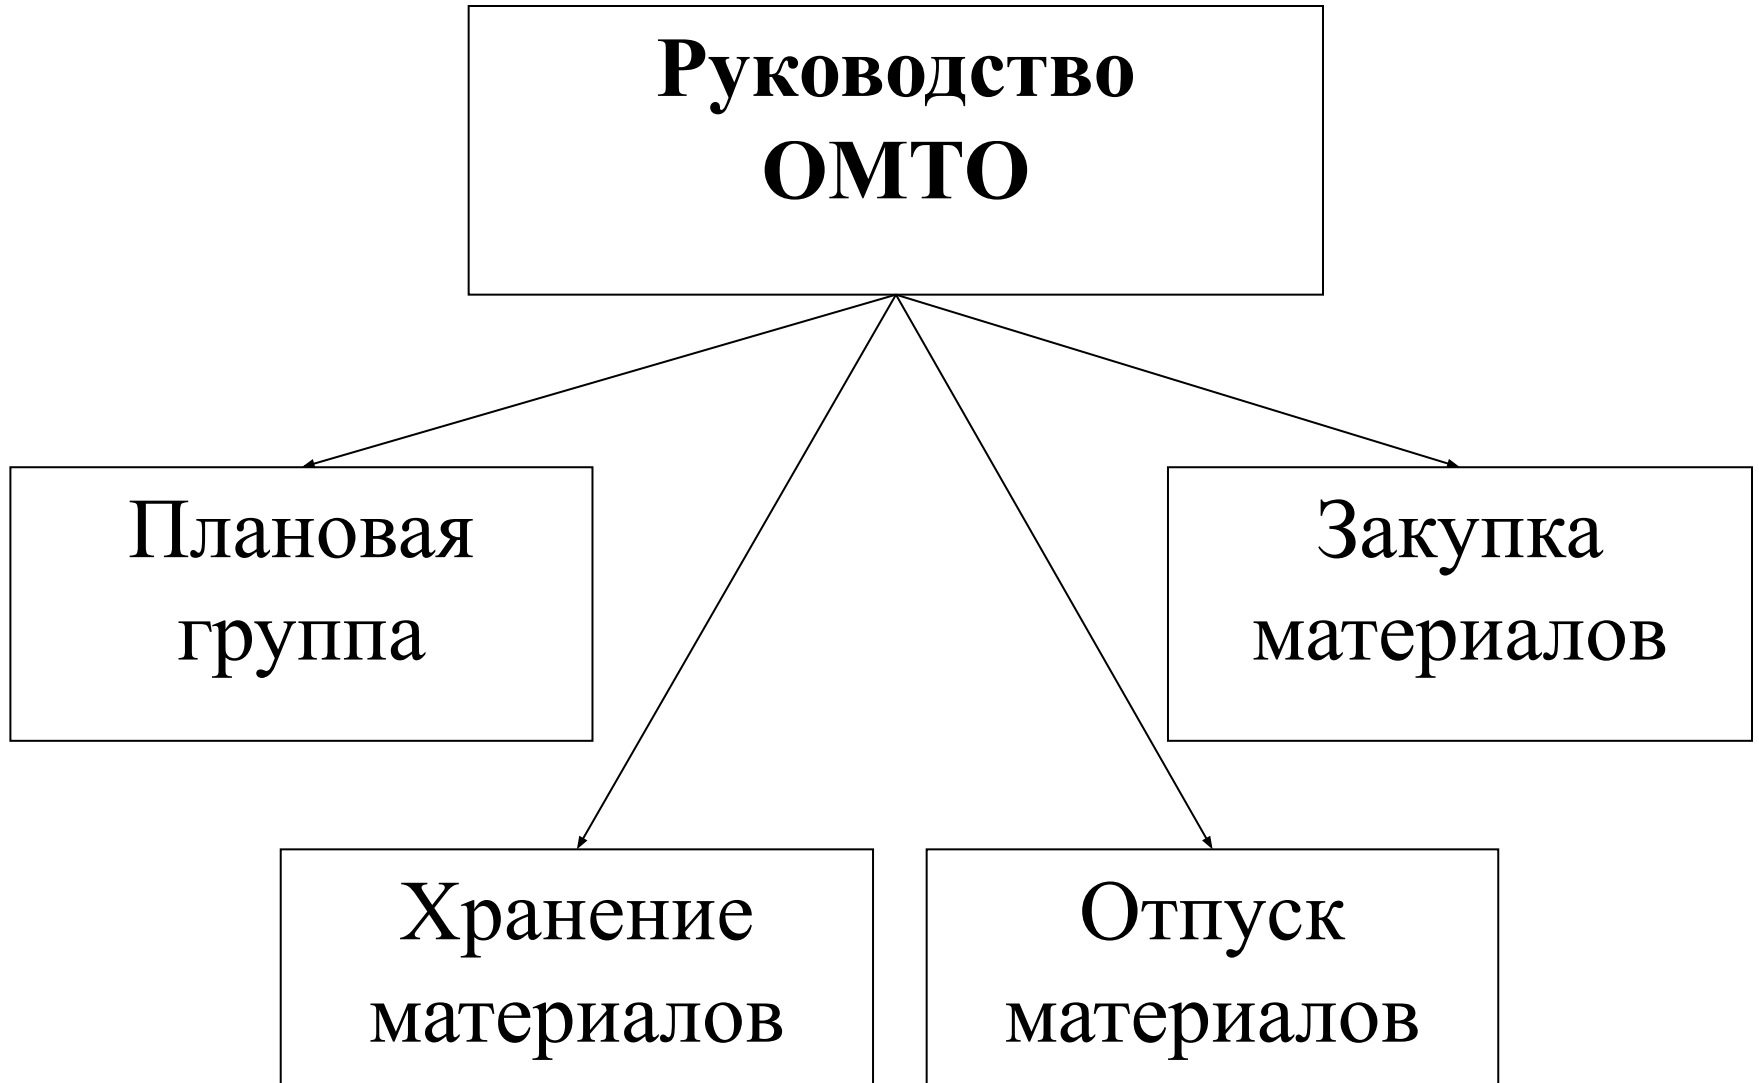 Руководство
ОМТО
Плановая
группа
Закупка
материалов
Хранение
материалов
Отпуск
материалов